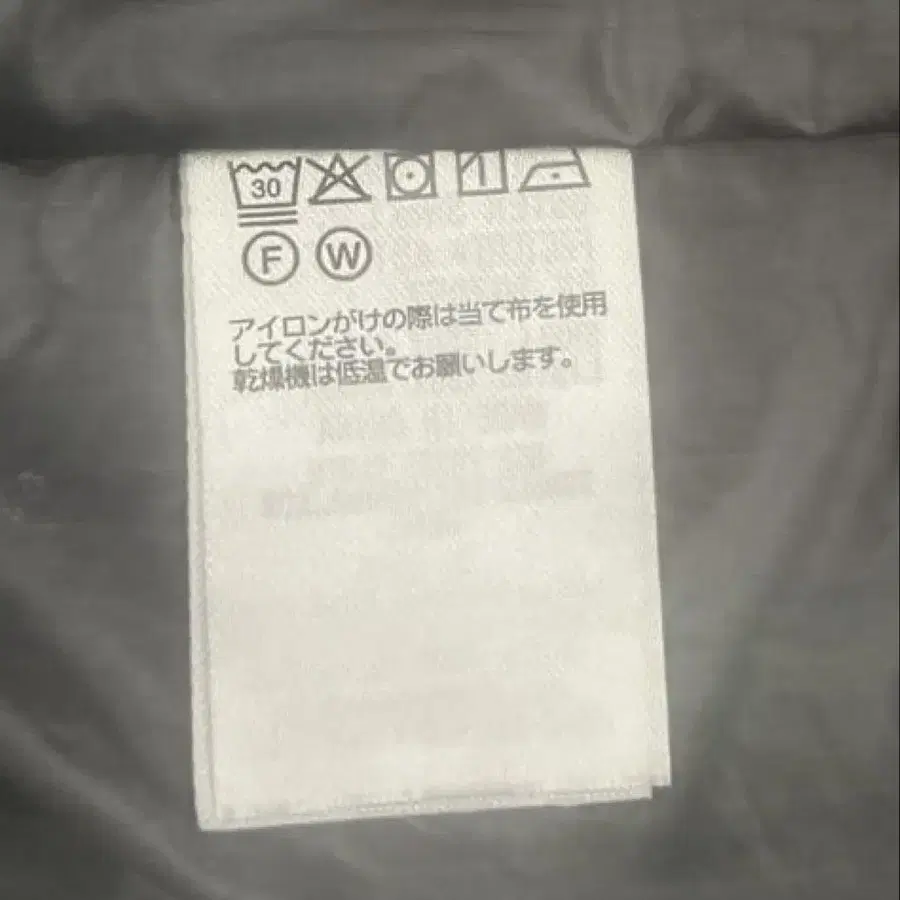 30
F W
アイロンがけの際は当て布を使用
してください。
乾燥機は低温でお願いします。